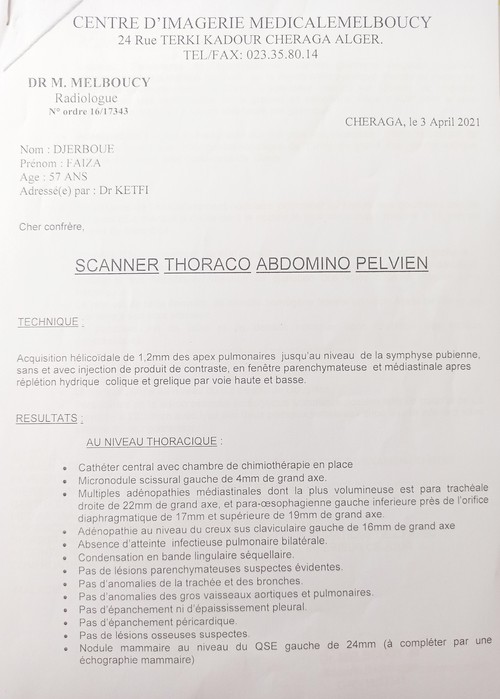 CENTRE D'IMAGERIE MEDICALEMELBOUCY
24 Rue TERKI KADOUR CHERAGA ALGER.
TEL/FAX: 023.35.80.14
DR M. MELBOUCY
Radiologue
N° ordre 16/17343
CHERAGA, le 3 April 2021
Nom : DJERBOUE
Prénom : FAIZA
Age : 57 ANS
Adressé(e) par : Dr KETFI
Cher confrère,
SCANNER THORACO ABDOMINO PELVIEN
TECHNIQUE :
Acquisition hélicoïdale de 1,2mm des apex pulmonaires jusqu'au niveau de la symphyse pubienne,
sans et avec injection de produit de contraste, en fenêtre parenchymateuse et médiastinale apres
réplétion hydrique colique et grelique par voie haute et basse.
RESULTATS :
AU NIVEAU THORACIQUE :
• Cathéter central avec chambre de chimiothérapie en place
• Micronodule scissural gauche de 4mm de grand axe.
• Multiples adénopathies médiastinales dont la plus volumineuse est para trachéale
droite de 22mm de grand axe, et para-œsophagienne gauche inferieure près de l'orifice
diaphragmatique de 17mm et supérieure de 19mm de grand axe.
• Adénopathie au niveau du creux sus claviculaire gauche de 16mm de grand axe
• Absence d'atteinte infectieuse pulmonaire bilatérale.
• Condensation en bande lingulaire séquellaire.
• Pas de lésions parenchymateuses suspectes évidentes.
• Pas d'anomalies de la trachée et des bronches.
• Pas d'anomalies des gros vaisseaux aortiques et pulmonaires.
• Pas d'épanchement ni d'épaississement pleural.
• Pas d'épanchement péricardique.
• Pas de lésions osseuses suspectes.
• Nodule mammaire au niveau du QSE gauche de 24mm (à compléter par une
échographie mammaire)